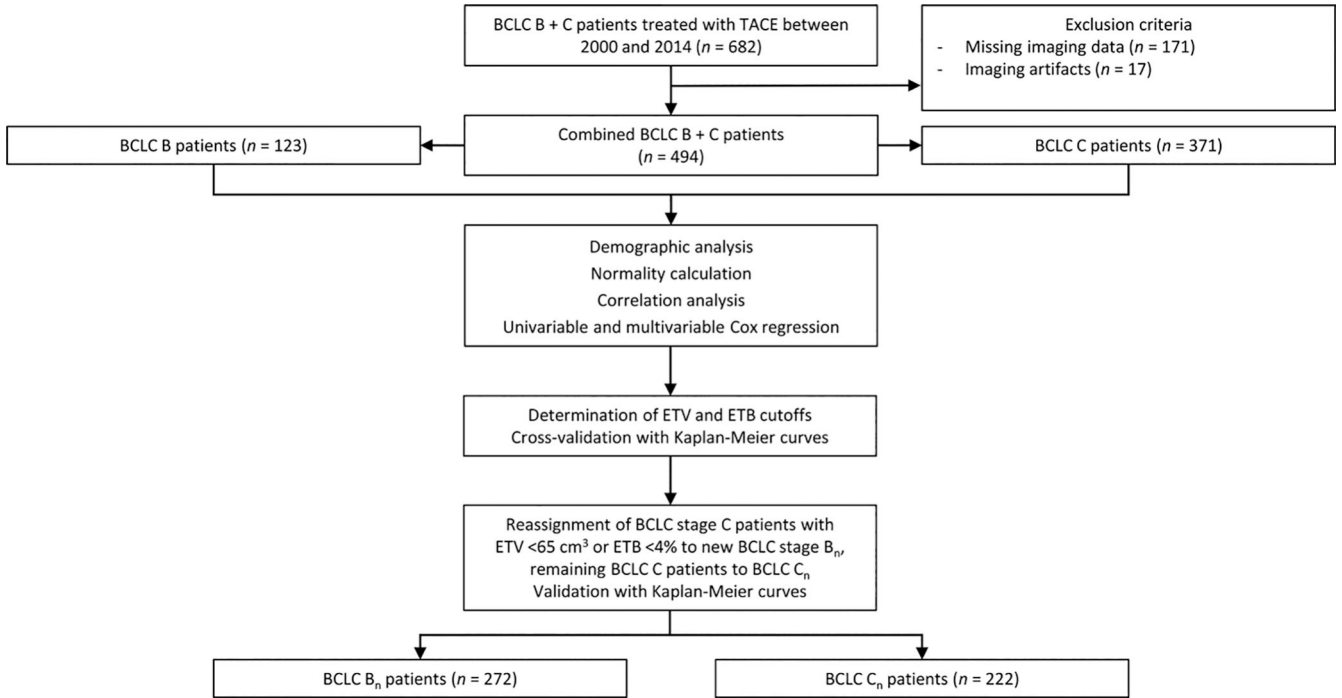 BCLC B + C patients treated with TACE between
2000 and 2014 (n = 682)
Exclusion criteria
- Missing imaging data (n = 171)
- Imaging artifacts (n = 17)
BCLC B patients (n = 123)
Combined BCLC B + C patients
(n = 494)
BCLC C patients (n = 371)
Demographic analysis
Normality calculation
Correlation analysis
Univariable and multivariable Cox regression
Determination of ETV and ETB cutoffs
Cross-validation with Kaplan-Meier curves
Reassignment of BCLC stage C patients with
ETV <65 cm³ or ETB <4% to new BCLC stage Bₙ,
remaining BCLC C patients to BCLC Cₙ
Validation with Kaplan-Meier curves
BCLC Bₙ patients (n = 272)
BCLC Cₙ patients (n = 222)